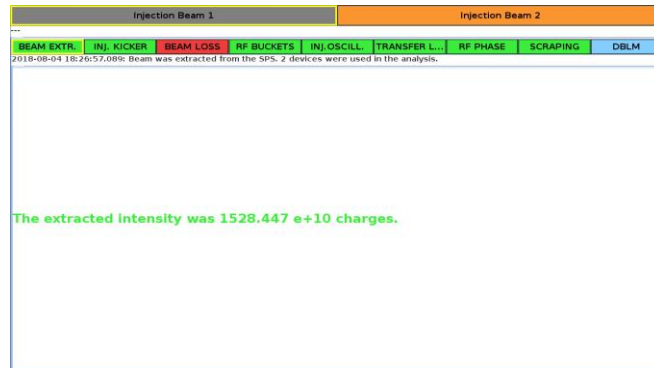 Injection Beam 1 Injection Beam 2
---
BEAM EXTR. INJ. KICKER BEAM LOSS RF BUCKETS INJ.OSCILL. TRANSFER L... RF PHASE SCRAPING DBLM
2018-08-04 18:26:57.089: Beam was extracted from the SPS. 2 devices were used in the analysis.
The extracted intensity was 1528.447 e+10 charges.